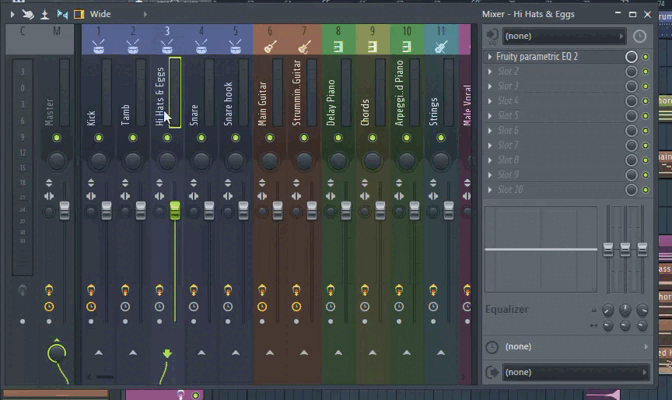 Wide
Mixer - Hi Hats & Eggs
C
M
1
2
3
4
5
6
7
8
9
10
11
Master
Kick
Tamb
Hi Hats & Eggs
Snare
Snare hook
Main Guitar
Strummin. Guitar
Delay Piano
Chords
Arpeggi..d Piano
Strings
Male Vocal
(none)
Fruity parametric EQ 2
Slot 2
Slot 3
Slot 4
Slot 5
Slot 6
Slot 7
Slot 8
Slot 9
Slot 10
Equalizer
(none)
(none)